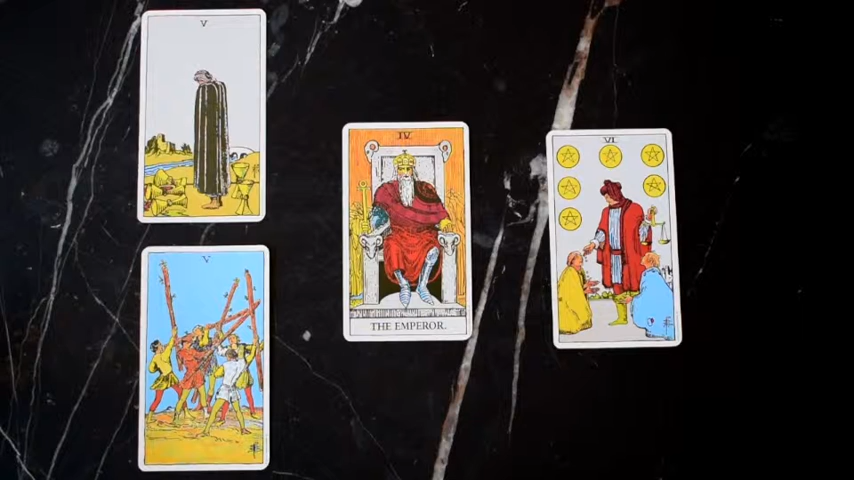 V
V
IV.
THE EMPEROR.
VI